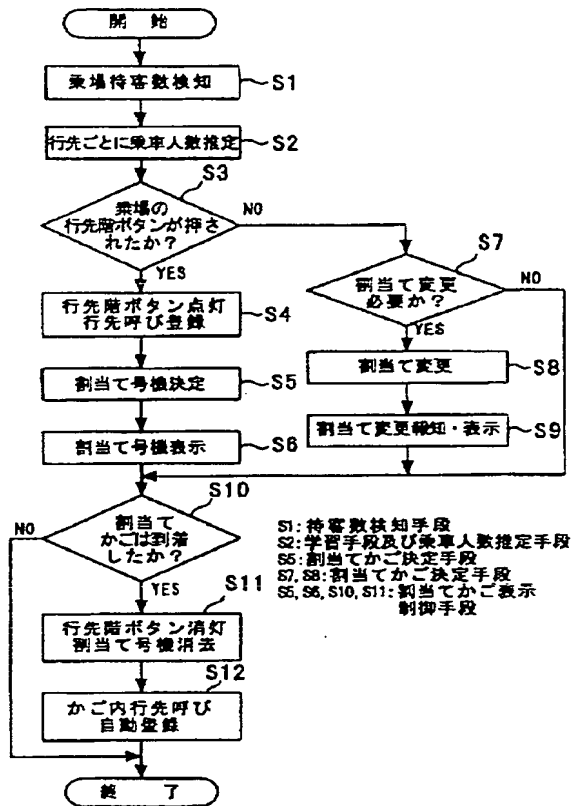 開 始
乗場待客数検知
S1
行先ごとに乗車人数推定
S2
S3
乗場の
行先階ボタンが押さ
れたか？
NO
YES
S7
割当て変更
必要か？
NO
YES
行先階ボタン点灯
行先呼び登録
S4
割当て変更
S8
割当て号機決定
S5
割当て変更報知・表示
S9
割当て号機表示
S6
S10
割当て
かごは到着
したか？
NO
YES
S1:待客数検知手段
S2:学習手段及び乗車人数推定手段
S5:割当てかご決定手段
S7,S8:割当てかご決定手段
S5,S6,S10,S11:割当てかご表示
制御手段
S11
行先階ボタン消灯
割当て号機消去
S12
かご内行先呼び
自動登録
終 了